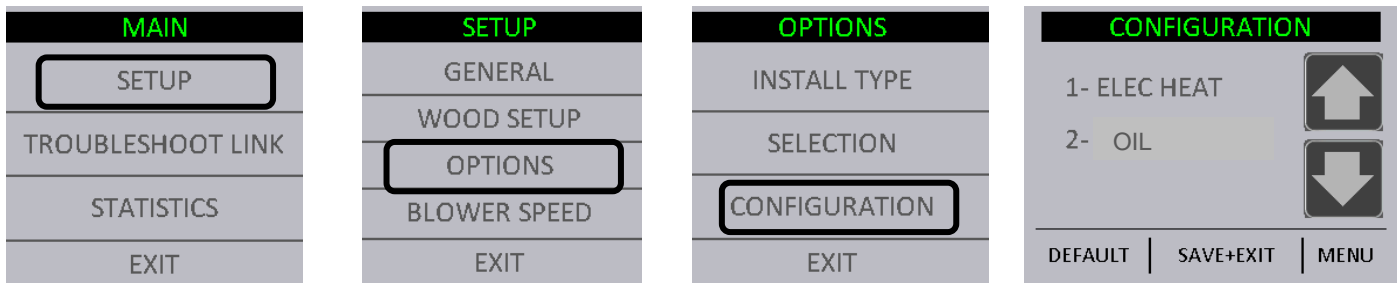 MAIN
SETUP
TROUBLESHOOT LINK
STATISTICS
EXIT
SETUP
GENERAL
WOOD SETUP
OPTIONS
BLOWER SPEED
EXIT
OPTIONS
INSTALL TYPE
SELECTION
CONFIGURATION
EXIT
CONFIGURATION
1- ELEC HEAT
2- OIL
DEFAULT SAVE+EXIT MENU